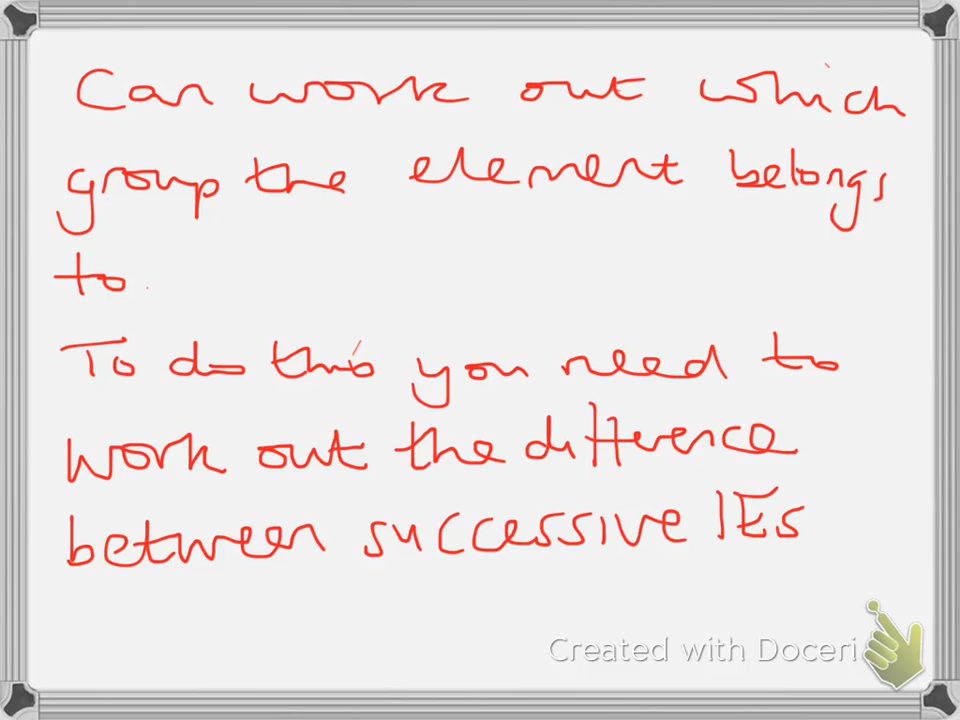 Can work out which
group the element belongs
to.
To do this you need to
work out the difference
between successive IEs
Created with Doceri